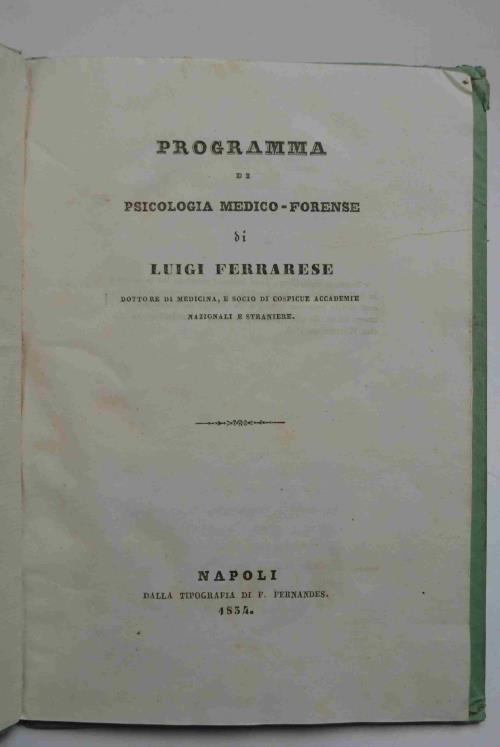 PROGRAMMA
DI
PSICOLOGIA MEDICO-FORENSE
di
LUIGI FERRARESE
DOTTORE DI MEDICINA, E SOCIO DI COSPICUE ACCADEMIE
NAZIONALI E STRANIERE.
NAPOLI
DALLA TIPOGRAFIA DI F. FERNANDES.
1834.